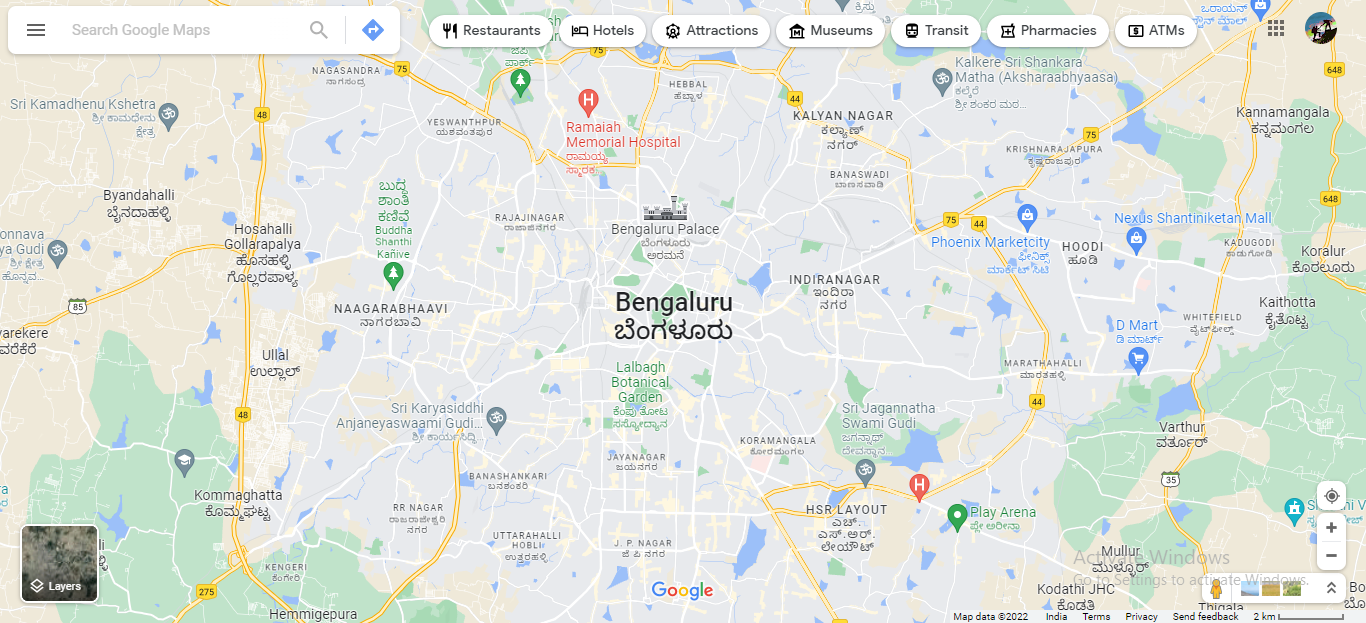 Search Google Maps
Restaurants
Hotels
Attractions
Museums
Transit
Pharmacies
ATMs
ಪಾರ್ಕ್
75
NAGASANDRA
ನಾಗಸಂದ್ರ
75
HEBBAL
ಹೆಬ್ಬಾಳ
Kalkere Sri Shankara
Matha (Aksharaabhyaasa)
ಕಲ್ಕೆರೆ
ಶ್ರೀ ಶಂಕರ ಮಠ...
648
Sri Kamadhenu Kshetra
ಶ್ರೀ ಕಾಮಧೇನು
ಕ್ಷೇತ್ರ
48
YESWANTHPUR
ಯಶವಂತಪುರ
Ramaiah
Memorial Hospital
ರಾಮಯ್ಯ
ಸ್ಮಾರಕ...
44
KALYAN NAGAR
ಕಲ್ಯಾಣ್
ನಗರ್
75
KRISHNARAJAPURA
ಕೃಷ್ಣರಾಜಪುರ
Kannamangala
ಕನ್ನಮಂಗಲ
BANASWADI
ಬಾಣಸವಾಡಿ
Byandahalli
ಬೈನದಾಹಳ್ಳಿ
ಬುದ್ಧ
ಶಾಂತಿ
ಕಣಿವೆ
Buddha
Shanthi
Kanive
RAJAJINAGAR
ರಾಜಾಜಿನಗರ
Bengaluru Palace
ಬೆಂಗಳೂರು
ಅರಮನೆ
75
44
648
Phoenix Marketcity
ಫೀನಿಕ್ಸ್
ಮಾರ್ಕೆಟ್ ಸಿಟಿ
Nexus Shantiniketan Mall
HOODI
ಹೂಡಿ
KADUGODI
ಕಾಡುಗೋಡಿ
Koralur
ಕೊರಲೂರು
Hosahalli
Gollarapalya
ಹೊಸಹಳ್ಳಿ
ಗೊಲ್ಲರಪಾಳ್ಯ
onnava
ya Gudi
ಶ್ರೀ ಕ್ಷೇತ್ರ
ಹೊನ್ನವ...
85
NAAGARABHAAVI
ನಾಗರಬಾವಿ
Bengaluru
ಬೆಂಗಳೂರು
INDIRANAGAR
ಇಂದಿರಾ
ನಗರ
Kaithotta
ಕೈತೊಟ್ಟ
WHITEFIELD
ವೈಟ್‌ಫೀಲ್ಡ್
D Mart
ಡಿ ಮಾರ್ಟ್
varekere
ವರೆಕೆರೆ
Ullal
ಉಲ್ಲಾಲ್
Lalbagh
Botanical
Garden
ಕೆಂಪು ತೋಟ
ಸಸ್ಯೋದ್ಯಾನ
MARATHAHALLI
ಮಾರತಹಳ್ಳಿ
44
48
Sri Karyasiddhi
Anjaneyaswaami Gudi...
ಶ್ರೀ ಕಾರ್ಯಸಿದ್ಧಿ...
Sri Jagannatha
Swami Gudi
ಜಗನ್ನಾಥ್
ದೇವಸ್ಥಾನ
KORAMANGALA
ಕೋರಮಂಗಲ
Varthur
ವರ್ತೂರ್
JAYANAGAR
ಜಯನಗರ
BANASHANKARI
ಬನಶಂಕರಿ
35
Kommaghatta
ಕೊಮ್ಮಘಟ್ಟ
RR NAGAR
ರಾಜರಾಜೇಶ್ವರಿ
ನಗರ
HSR LAYOUT
ಎಚ್.
ಎಸ್.ಆರ್.
ಲೇಯೌಟ್
Play Arena
ಪ್ಲೇ ಅರೀನಾ
UTTARAHALLI
HOBLI
ಉತ್ತರಹಳ್ಳಿ
J. P. NAGAR
ಜೆ ಪಿ ನಗರ
Mullur
ಮುಳ್ಳೂರ್
Activate Windows
Go to Settings to activate Windows.
KENGERI
ಕೆಂಗೇರಿ
275
Layers
Google
Kodathi JHC
ಕೊಡತಿ
Thigala
Hemmigepura
Map data ©2022
India
Terms
Privacy
Send feedback
2 km